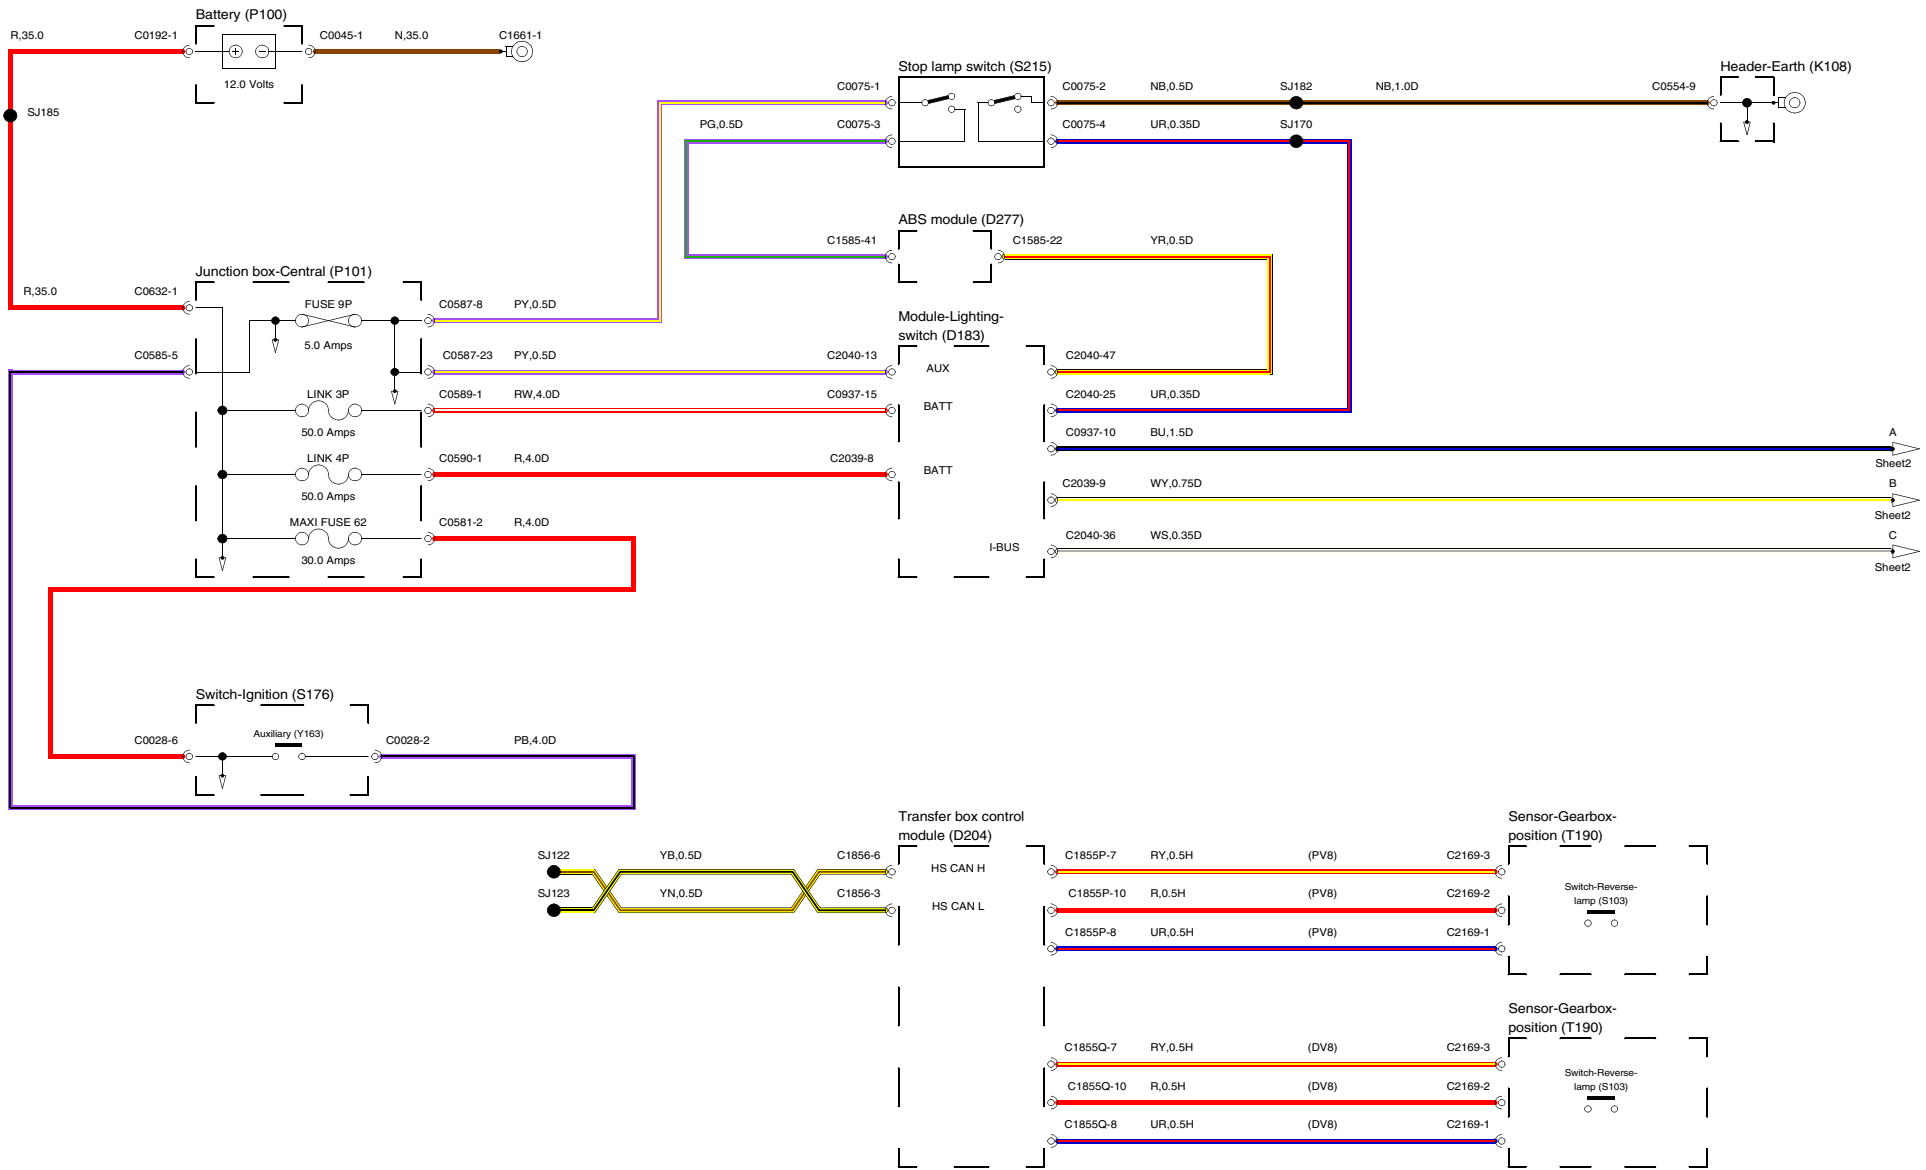 Battery (P100)
R,35.0
C0192-1
C0045-1
N,35.0
C1661-1
12.0 Volts
SJ185
Stop lamp switch (S215)
C0075-1
C0075-2
NB,0.5D
SJ182
NB,1.0D
C0554-9
Header-Earth (K108)
PG,0.5D
C0075-3
C0075-4
UR,0.35D
SJ170
ABS module (D277)
C1585-41
C1585-22
YR,0.5D
Junction box-Central (P101)
R,35.0
C0632-1
FUSE 9P
5.0 Amps
C0587-8
PY,0.5D
Module-Lighting-
switch (D183)
C0585-5
C0587-23
PY,0.5D
C2040-13
AUX
C2040-47
LINK 3P
50.0 Amps
C0589-1
RW,4.0D
C0937-15
BATT
C2040-25
UR,0.35D
C0937-10
BU,1.5D
A
Sheet2
LINK 4P
50.0 Amps
C0590-1
R,4.0D
C2039-8
BATT
C2039-9
WY,0.75D
B
Sheet2
MAXI FUSE 62
30.0 Amps
C0581-2
R,4.0D
I-BUS
C2040-36
WS,0.35D
C
Sheet2
Switch-Ignition (S176)
C0028-6
Auxiliary (Y163)
C0028-2
PB,4.0D
Transfer box control
module (D204)
SJ122
YB,0.5D
C1856-6
HS CAN H
SJ123
YN,0.5D
C1856-3
HS CAN L
Sensor-Gearbox-
position (T190)
C1855P-7
RY,0.5H
(PV8)
C2169-3
C1855P-10
R,0.5H
(PV8)
C2169-2
C1855P-8
UR,0.5H
(PV8)
C2169-1
Switch-Reverse-
lamp (S103)
Sensor-Gearbox-
position (T190)
C1855Q-7
RY,0.5H
(DV8)
C2169-3
C1855Q-10
R,0.5H
(DV8)
C2169-2
C1855Q-8
UR,0.5H
(DV8)
C2169-1
Switch-Reverse-
lamp (S103)